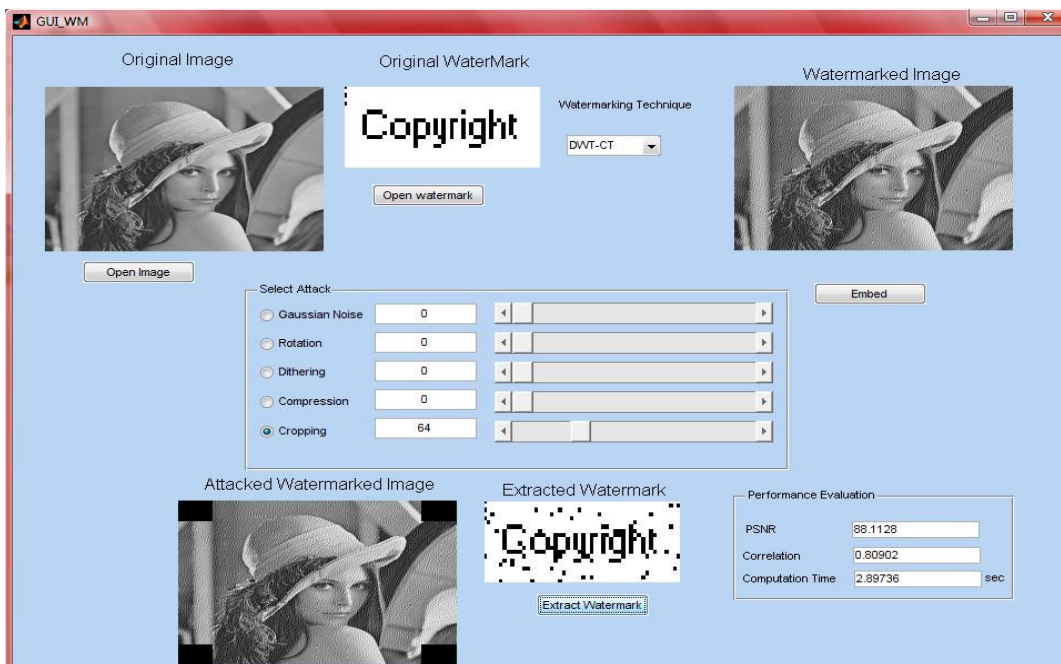 GUI_WM
Original Image
Original WaterMark
Watermarked Image
Copyright
Watermarking Technique
DWT-CT
Open watermark
Open Image
Embed
Select Attack
Gaussian Noise 0
Rotation 0
Dithering 0
Compression 0
Cropping 64
Attacked Watermarked Image
Extracted Watermark
Copyright
Extract Watermark
Performance Evaluation
PSNR 88.1128
Correlation 0.80902
Computation Time 2.89736 sec